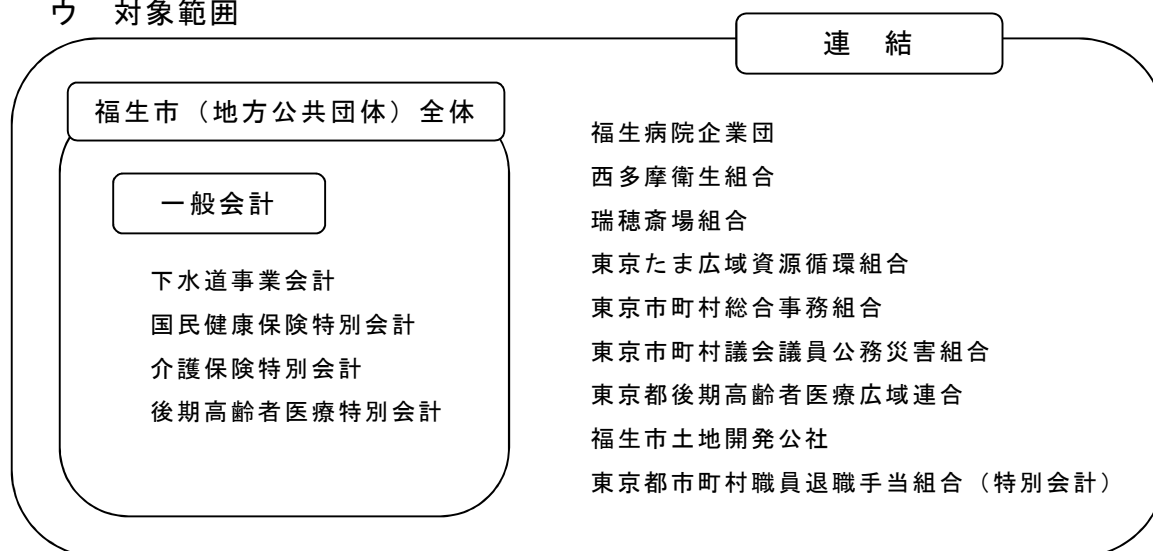 ウ 対象範囲
連 結
福生市（地方公共団体）全体
一般会計
下水道事業会計
国民健康保険特別会計
介護保険特別会計
後期高齢者医療特別会計
福生病院企業団
西多摩衛生組合
瑞穂斎場組合
東京たま広域資源循環組合
東京市町村総合事務組合
東京市町村議会議員公務災害組合
東京都後期高齢者医療広域連合
福生市土地開発公社
東京都市町村職員退職手当組合（特別会計）